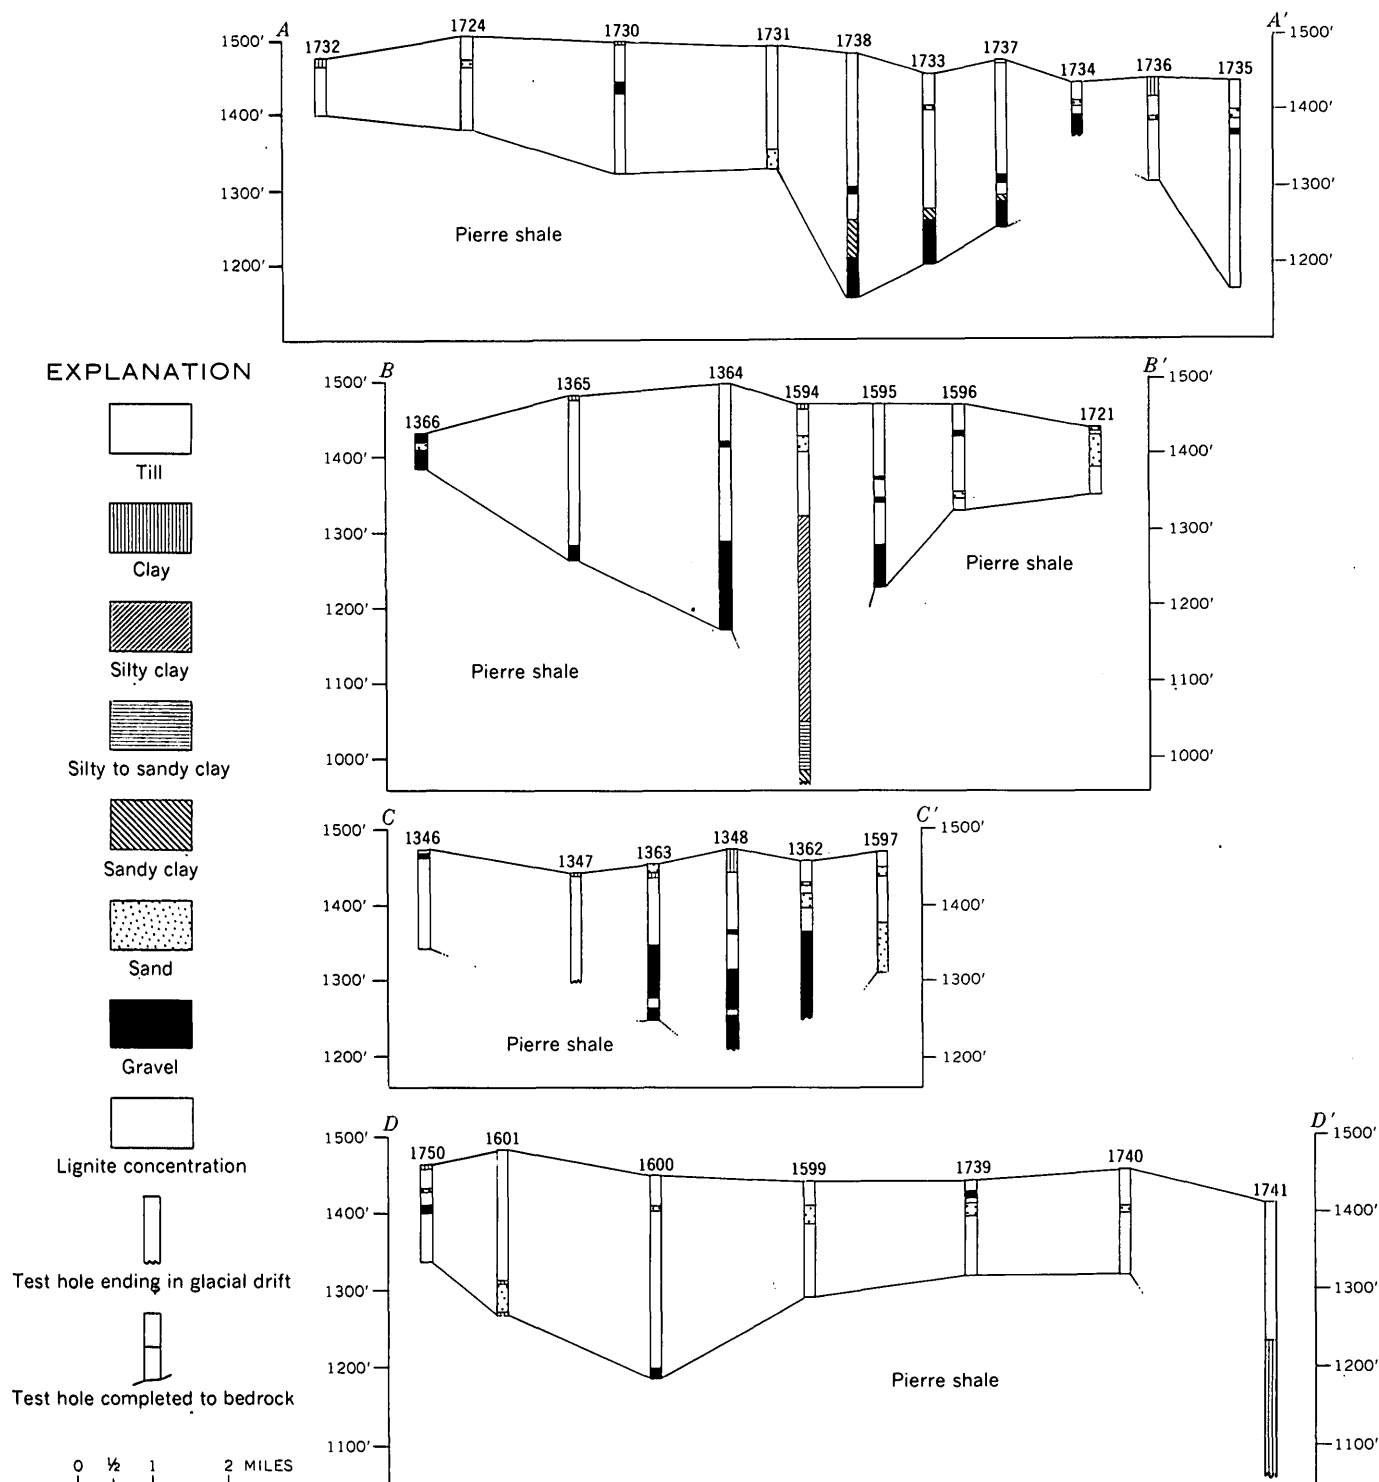 A
A'
1500'
1400'
1300'
1200'
1732
1724
1730
1731
1738
1733
1737
1734
1736
1735
1500'
1400'
1300'
1200'
Pierre shale
EXPLANATION
Till
Clay
Silty clay
Silty to sandy clay
Sandy clay
Sand
Gravel
Lignite concentration
Test hole ending in glacial drift
Test hole completed to bedrock
0 ½ 1 2 MILES
B
B'
1500'
1400'
1300'
1200'
1100'
1000'
1366
1365
1364
1594
1595
1596
1721
1500'
1400'
1300'
1200'
1100'
1000'
Pierre shale
Pierre shale
C
C'
1500'
1400'
1300'
1200'
1346
1347
1363
1348
1362
1597
1500'
1400'
1300'
1200'
Pierre shale
D
D'
1500'
1400'
1300'
1200'
1100'
1750
1601
1600
1599
1739
1740
1741
1500'
1400'
1300'
1200'
1100'
Pierre shale